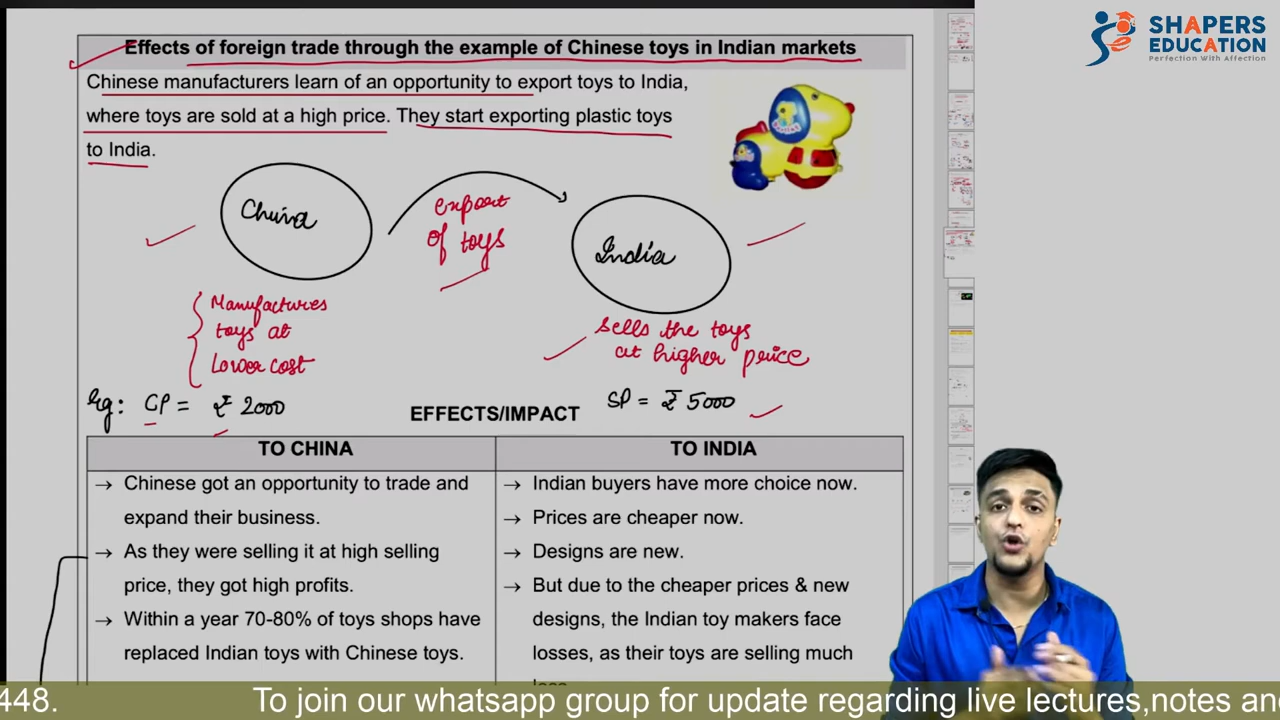 SHAPERS
EDUCATION
Perfection With Affection
Effects of foreign trade through the example of Chinese toys in Indian markets
Chinese manufacturers learn of an opportunity to export toys to India,
where toys are sold at a high price. They start exporting plastic toys
to India.
China
export
of toys
India
Manufactures
toys at
Lower cost
Sells the toys
at higher price
Eg: CP = ₹ 2000
SP = ₹ 5000
EFFECTS/IMPACT
TO CHINA
→ Chinese got an opportunity to trade and
expand their business.
→ As they were selling it at high selling
price, they got high profits.
→ Within a year 70-80% of toys shops have
replaced Indian toys with Chinese toys.
TO INDIA
→ Indian buyers have more choice now.
→ Prices are cheaper now.
→ Designs are new.
→ But due to the cheaper prices & new
designs, the Indian toy makers face
losses, as their toys are selling much
448. To join our whatsapp group for update regarding live lectures,notes an